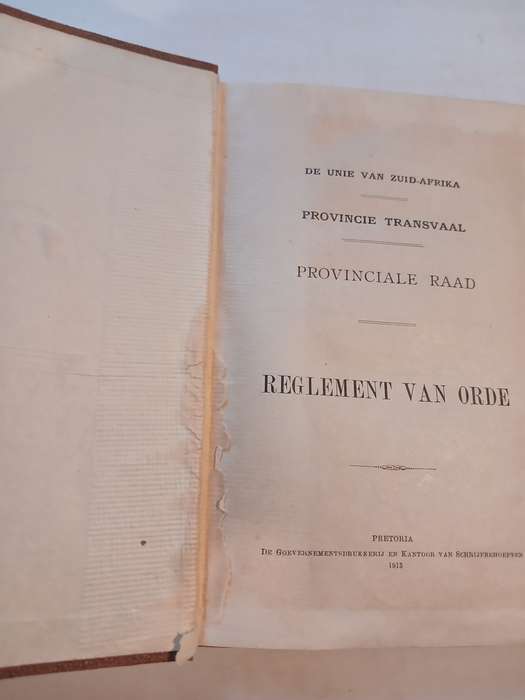 DE UNIE VAN ZUID-AFRIKA
PROVINCIE TRANSVAAL
PROVINCIALE RAAD
REGLEMENT VAN ORDE
PRETORIA
DE GOEVERNEMENTSDRUKKERIJ EN KANTOOR VAN SCHRIJFBEHOEFTEN
1913